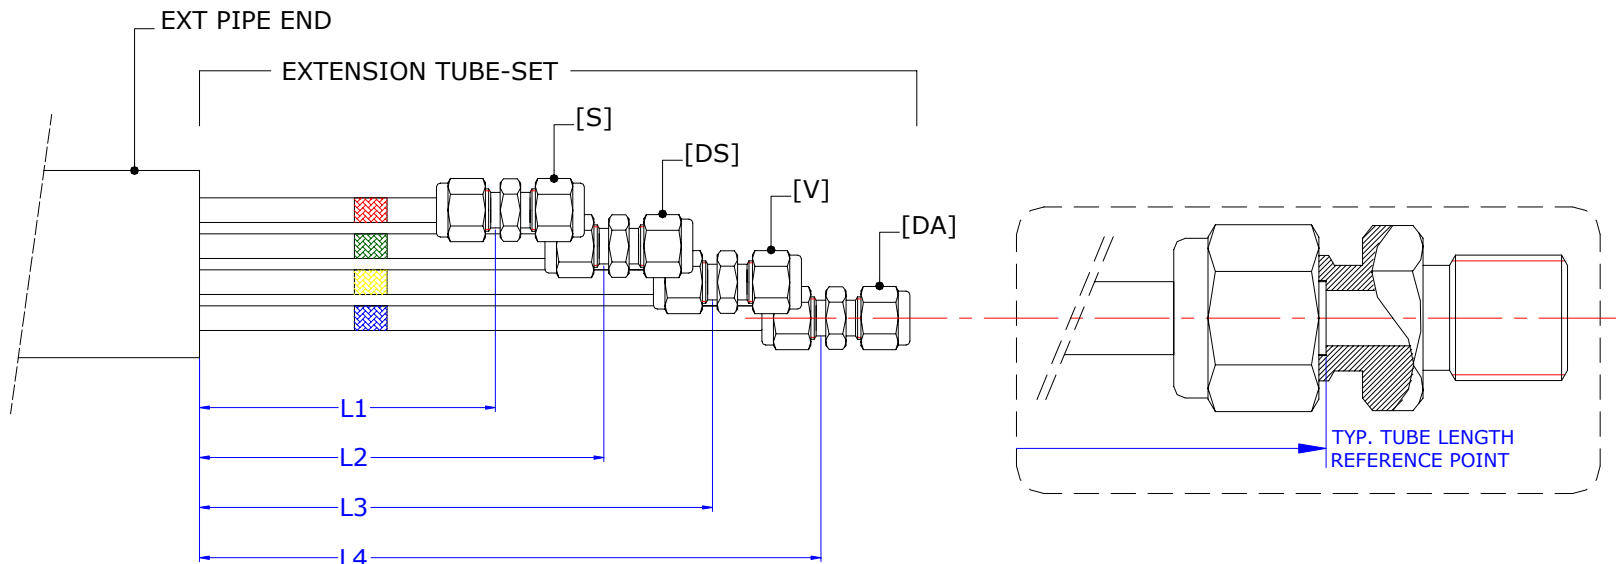 EXT PIPE END
EXTENSION TUBE-SET
[S]
[DS]
[V]
[DA]
L1
L2
L3
L4
TYP. TUBE LENGTH
REFERENCE POINT